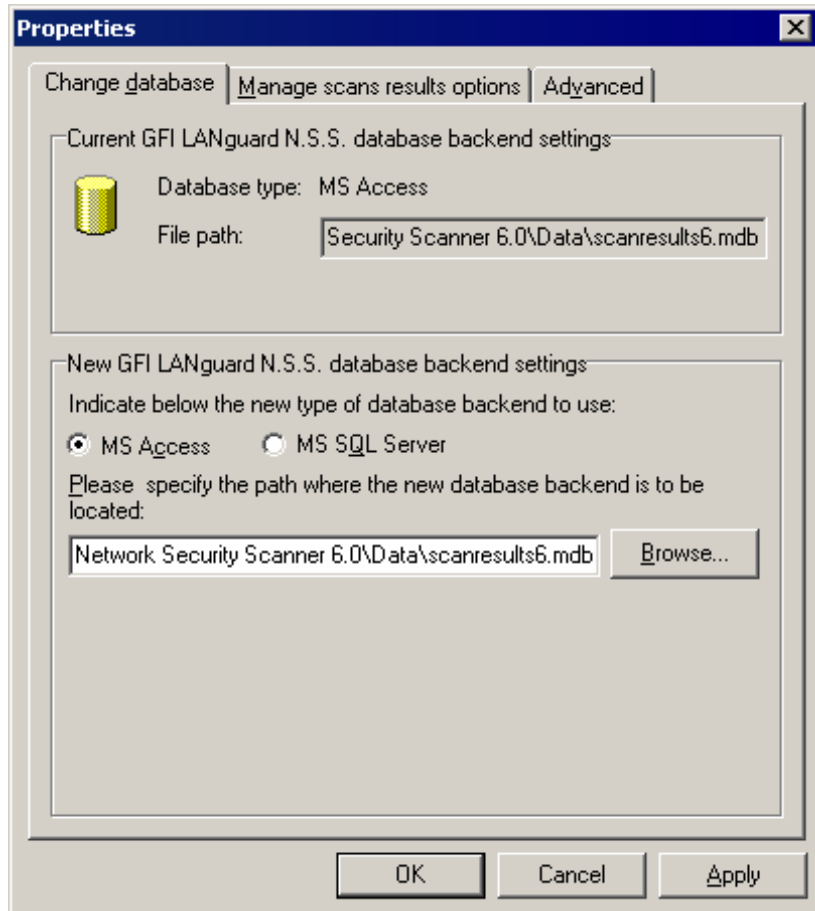 Properties
Change database
Manage scans results options
Advanced
Current GFI LANguard N.S.S. database backend settings
Database type: MS Access
File path: Security Scanner 6.0\Data\scanresults6.mdb
New GFI LANguard N.S.S. database backend settings
Indicate below the new type of database backend to use:
MS Access
MS SQL Server
Please specify the path where the new database backend is to be
located:
Network Security Scanner 6.0\Data\scanresults6.mdb
Browse...
OK
Cancel
Apply